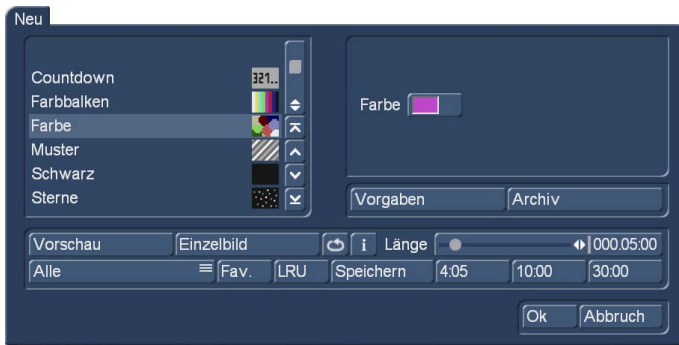 Neu
Countdown 321..
Farbbalken
Farbe
Muster
Schwarz
Sterne
Farbe
Vorgaben Archiv
Vorschau Einzelbild i Länge 000.05:00
Alle Fav. LRU Speichern 4:05 10:00 30:00
Ok Abbruch